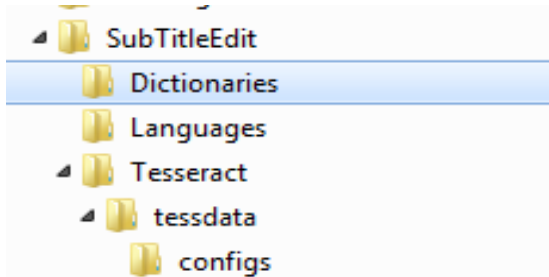 SubTitleEdit
Dictionaries
Languages
Tesseract
tessdata
configs